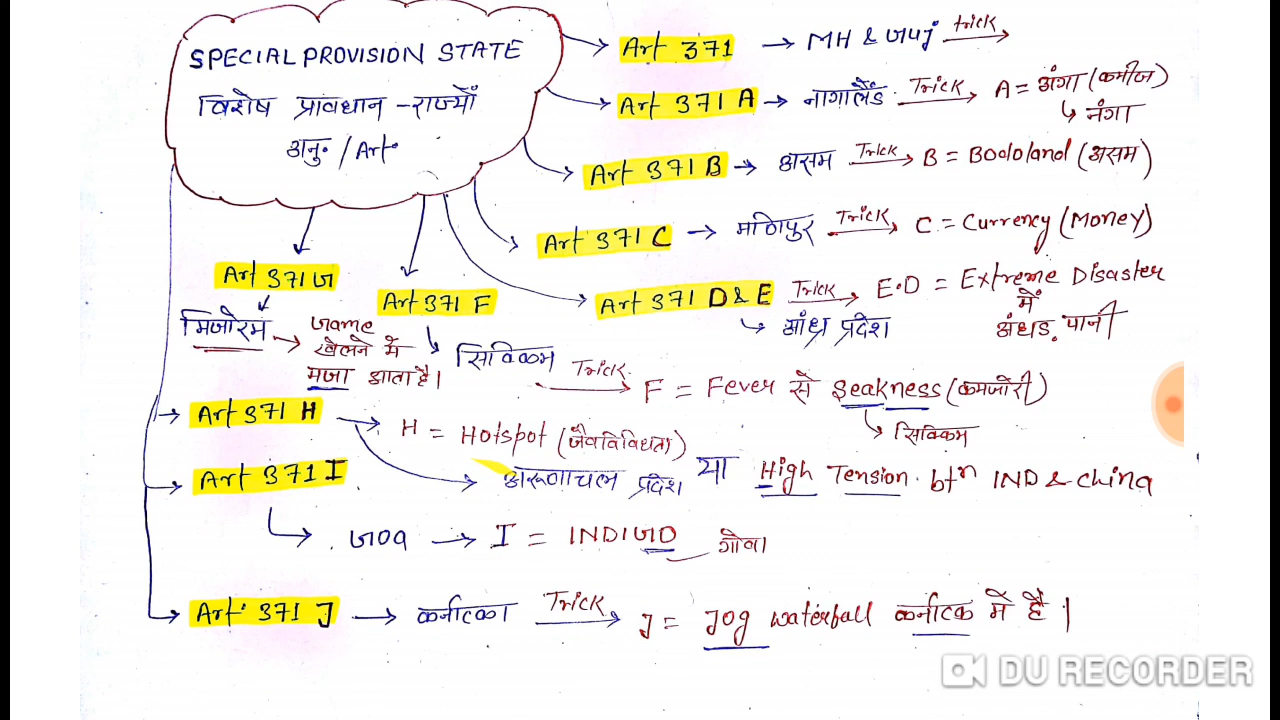 SPECIAL PROVISION STATE
विशेष प्रावधान - राज्यों
अनु॰ / Art.
Art 371 → MH & Guj trick →
Art 371 A → नागालैंड Trick → A = अंगा (कमीज)
↳ नंगा
Art 371 B → असम Trick → B = Bodoland (असम)
Art 371 C → मणिपुर Trick → C = Currency (Money)
Art 371 D & E Trick → E.D = Extreme Disaster
में
↳ आंध्र प्रदेश
अंधड़ पानी
Art 371 G
मिजोरम → Game
खेलने में
मजा आता है।
Art 371 F
↳ सिक्किम Trick → F = Fever से Seakness (कमजोरी)
↳ सिक्किम
Art 371 H → H = Hotspot (जैवविविधता)
→ अरूणाचल प्रदेश या High Tension btn IND & China
Art 371 I
↳ Goa → I = INDIGO गोवा
Art 371 J → कर्नाटका Trick → J = Jog waterfall कर्नाटक में है।
DU RECORDER